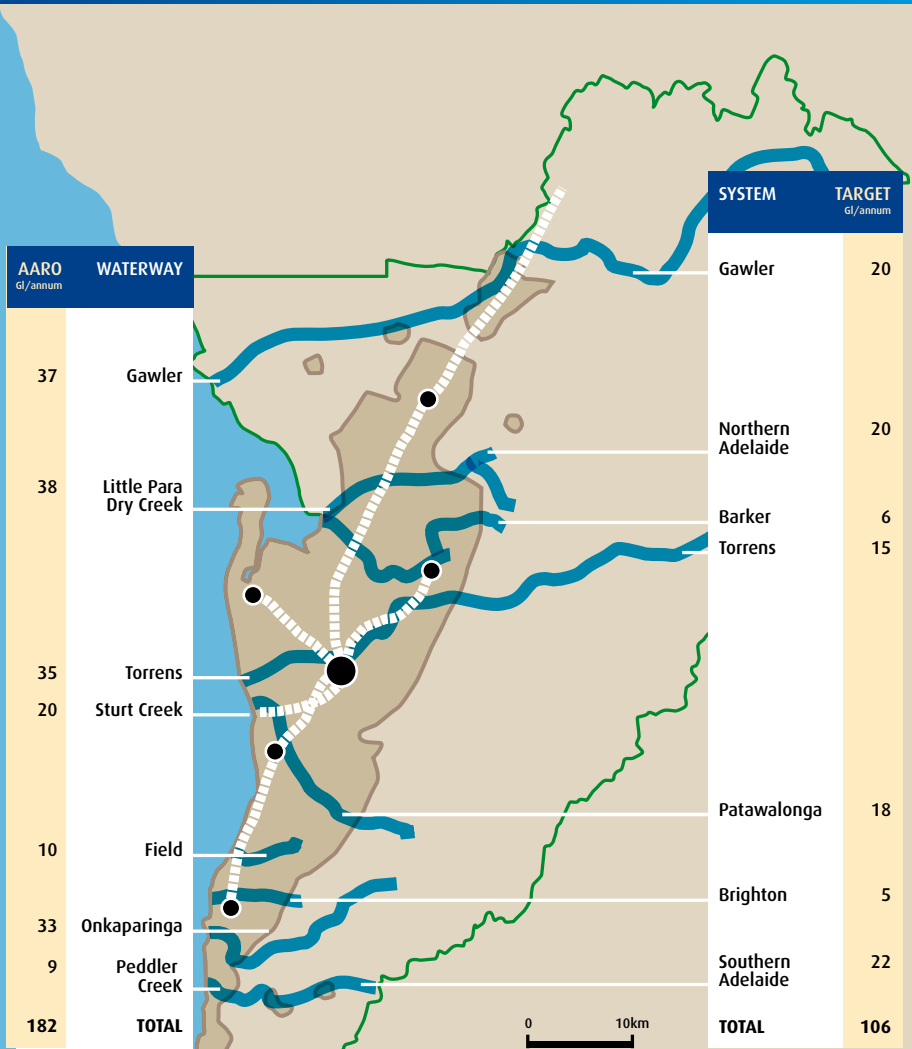 AARO WATERWAY
Gl/annum
37 Gawler
38 Little Para
Dry Creek
35 Torrens
20 Sturt Creek
10 Field
33 Onkaparinga
9 Peddler
CreeK
182 TOTAL
SYSTEM TARGET
Gl/annum
Gawler 20
Northern 20
Adelaide
Barker 6
Torrens 15
Patawalonga 18
Brighton 5
Southern 22
Adelaide
TOTAL 106
0 10km